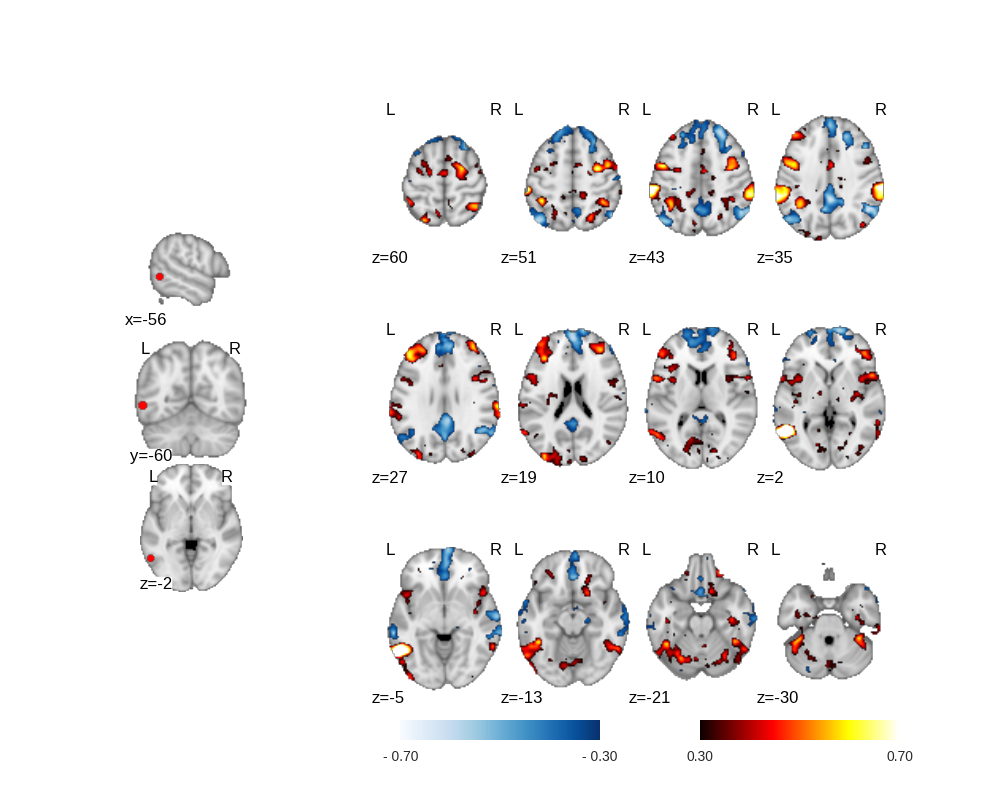 L R L R L R L R
z=60 z=51 z=43 z=35
x=-56
L R
y=-60
L R
z=-2
L R L R L R L R
z=27 z=19 z=10 z=2
L R L R L R L R
z=-5 z=-13 z=-21 z=-30
- 0.70 - 0.30 0.30 0.70